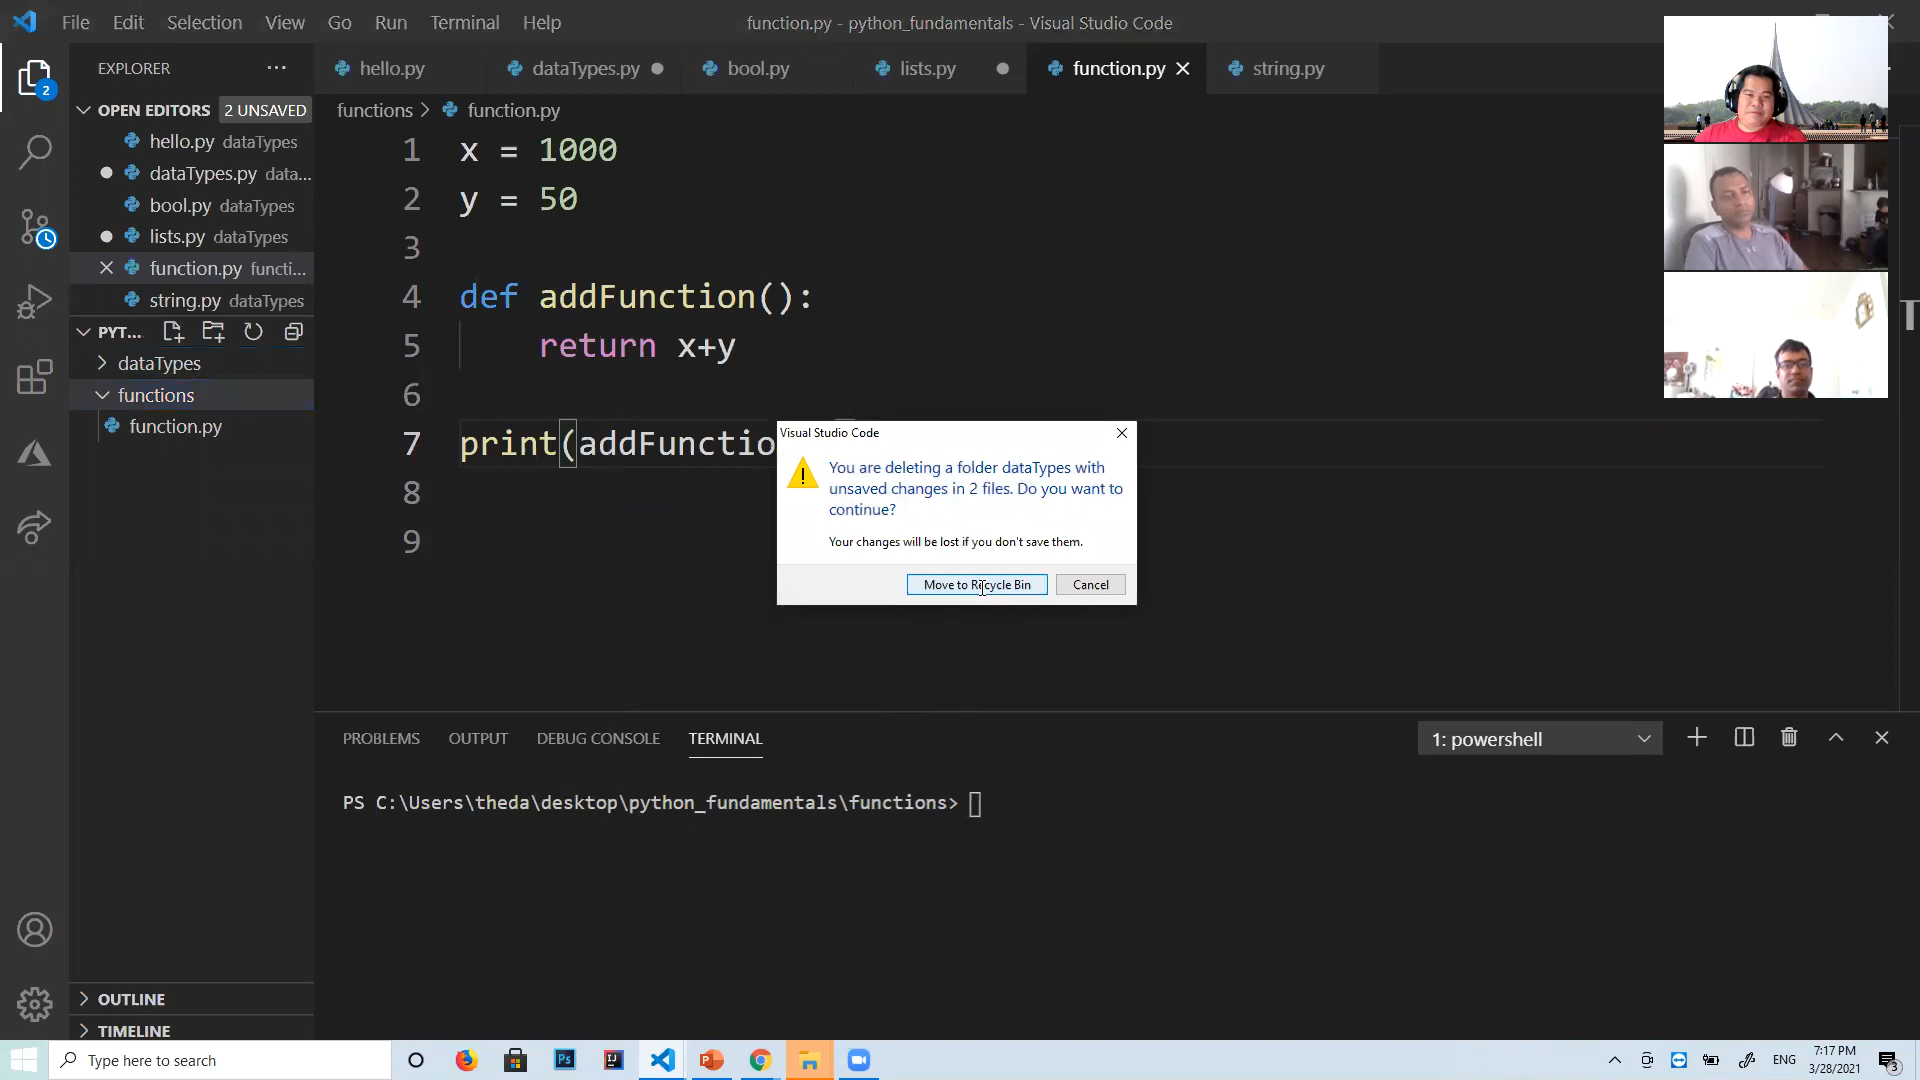 File Edit Selection View Go Run Terminal Help
function.py - python_fundamentals - Visual Studio Code
EXPLORER
OPEN EDITORS 2 UNSAVED
hello.py dataTypes
dataTypes.py data...
bool.py dataTypes
lists.py dataTypes
function.py functi...
string.py dataTypes
PYT...
dataTypes
functions
function.py
OUTLINE
TIMELINE
2
hello.py dataTypes.py bool.py lists.py function.py string.py
functions > function.py
1 x = 1000
2 y = 50
3
4 def addFunction():
5 return x+y
6
7 print(addFunctio
8
9
Visual Studio Code
You are deleting a folder dataTypes with
unsaved changes in 2 files. Do you want to
continue?
Your changes will be lost if you don't save them.
Move to Recycle Bin Cancel
PROBLEMS OUTPUT DEBUG CONSOLE TERMINAL
1: powershell
PS C:\Users\theda\desktop\python_fundamentals\functions>
Type here to search
Ps
IJ
ENG
7:17 PM
3/28/2021
3